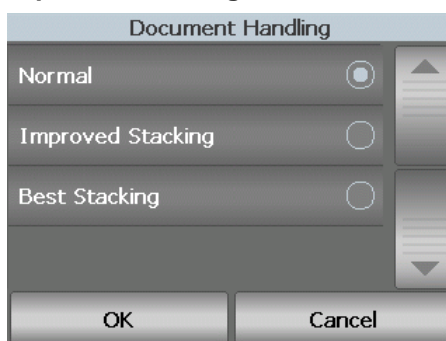 Document Handling
Normal
Improved Stacking
Best Stacking
OK
Cancel